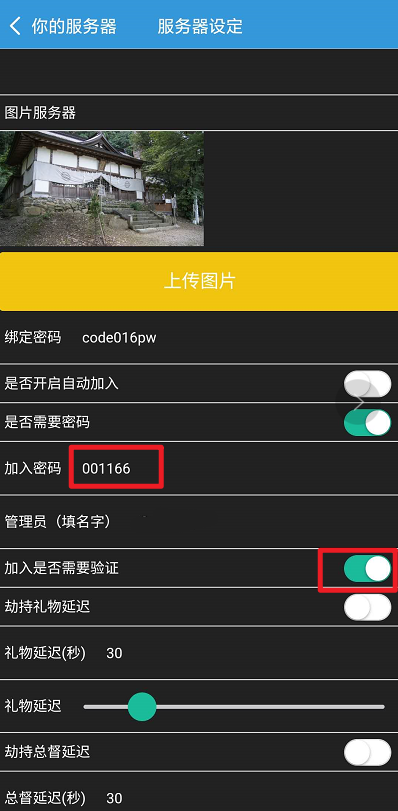 你的服务器 服务器设定
图片服务器
上传图片
绑定密码 code016pw
是否开启自动加入
是否需要密码
加入密码 001166
管理员（填名字）
加入是否需要验证
劫持礼物延迟
礼物延迟(秒) 30
礼物延迟
劫持总督延迟
总督延迟(秒) 30